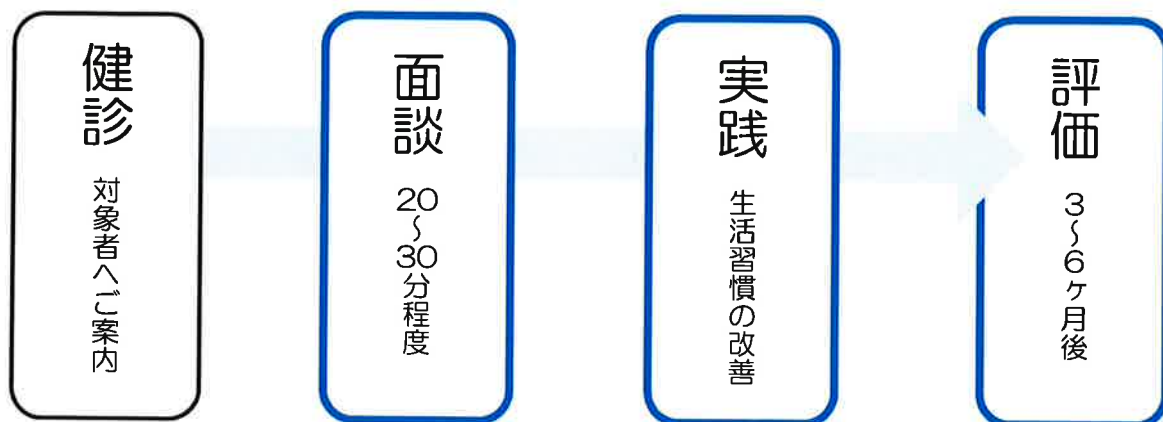 健診
対象者へご案内
面談
20〜30分程度
実践
生活習慣の改善
評価
3〜6ヶ月後